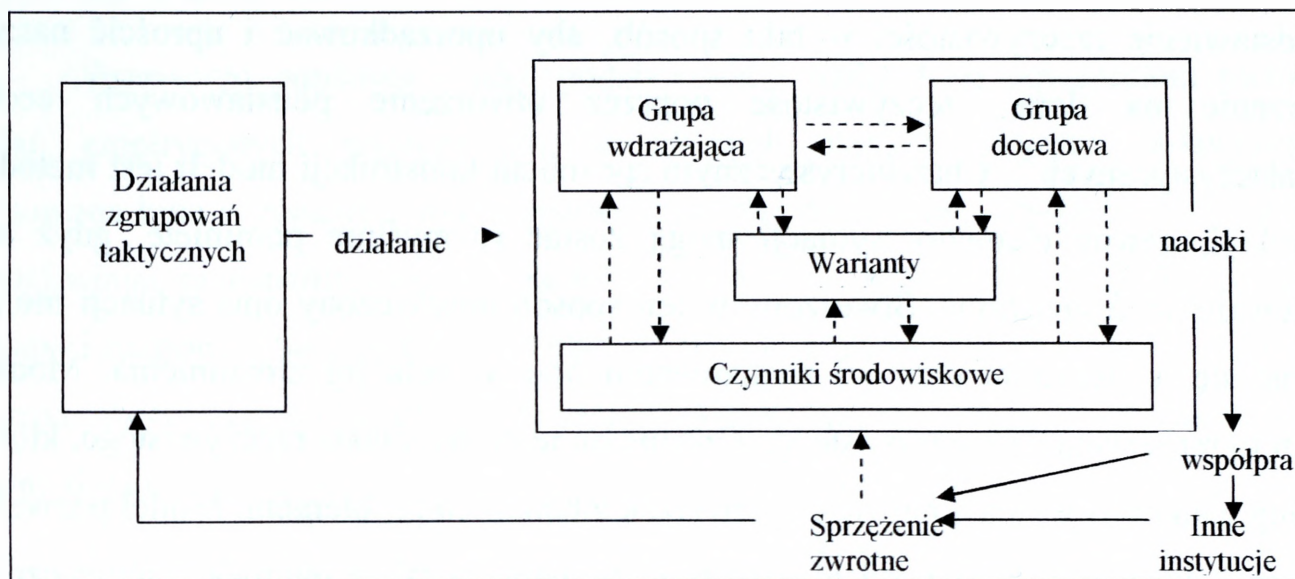 Działania
zgrupowań
taktycznych
działanie
Grupa
wdrażająca
Grupa
docelowa
Warianty
Czynniki środowiskowe
naciski
współpra
Sprzężenie
zwrotne
Inne
instytucje